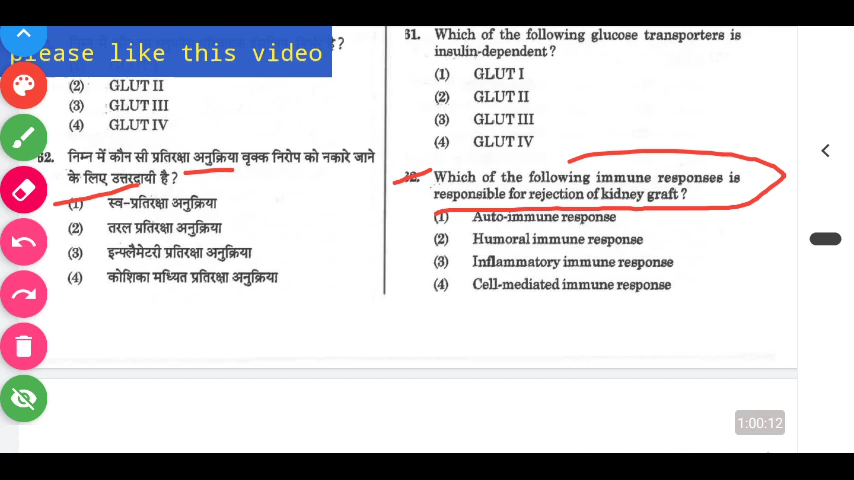 please like this video
है?
(2) GLUT II
(3) GLUT III
(4) GLUT IV
62. निम्न में कौन सी प्रतिरक्षा अनुक्रिया वृक्क निरोप को नकारे जाने
के लिए उत्तरदायी है?
(1) स्व-प्रतिरक्षा अनुक्रिया
(2) तरल प्रतिरक्षा अनुक्रिया
(3) इन्फ्लैमेटरी प्रतिरक्षा अनुक्रिया
(4) कोशिका मध्यित प्रतिरक्षा अनुक्रिया
61. Which of the following glucose transporters is
insulin-dependent?
(1) GLUT I
(2) GLUT II
(3) GLUT III
(4) GLUT IV
62. Which of the following immune responses is
responsible for rejection of kidney graft?
(1) Auto-immune response
(2) Humoral immune response
(3) Inflammatory immune response
(4) Cell-mediated immune response
1:00:12